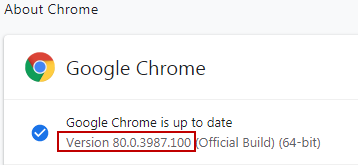 About Chrome
Google Chrome
Google Chrome is up to date
Version 80.0.3987.100 (Official Build) (64-bit)